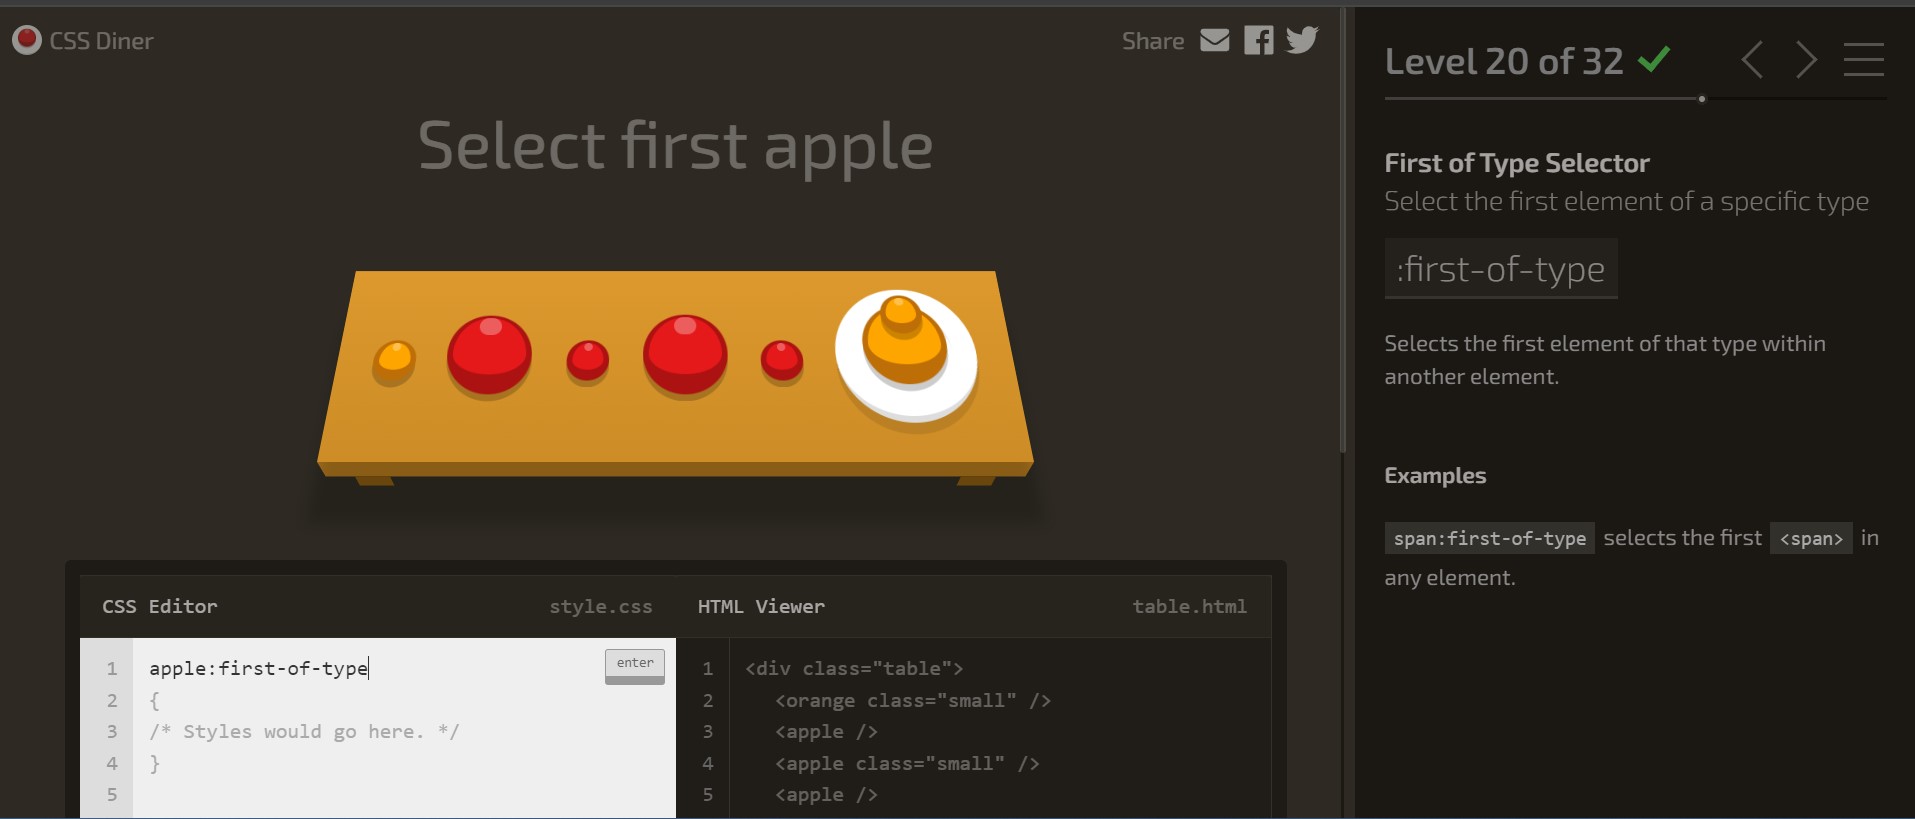 CSS Diner
Share
Select first apple
Level 20 of 32
First of Type Selector
Select the first element of a specific type
:first-of-type
Selects the first element of that type within
another element.
Examples
span:first-of-type selects the first <span> in
any element.
CSS Editor style.css
1 apple:first-of-type
enter
2 {
3 /* Styles would go here. */
4 }
5
HTML Viewer table.html
1 <div class="table">
2 <orange class="small" />
3 <apple />
4 <apple class="small" />
5 <apple />